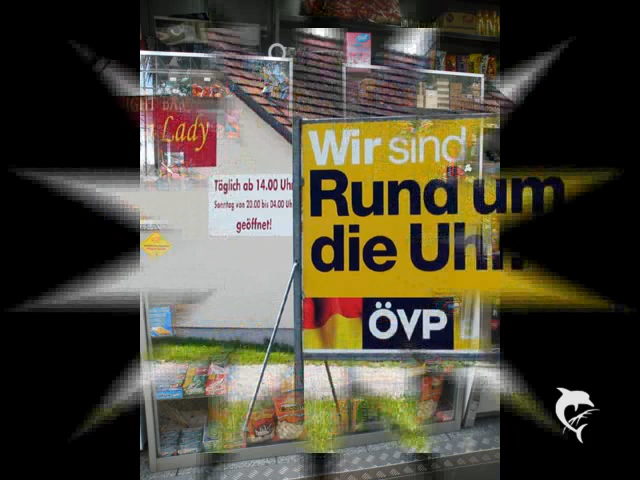 Lady
Täglich ab 14.00 Uhr
Sonntag von 20.00 bis 04.00 Uhr
geöffnet!
Wir sind
Rund um
die Uhr.
ÖVP